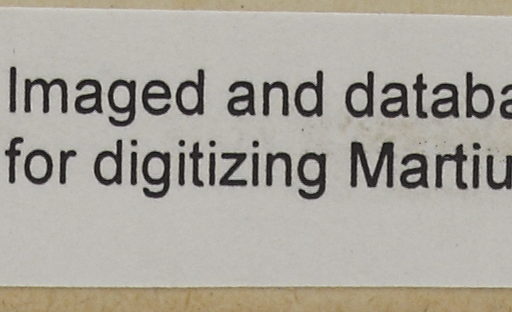 Imaged and databa
for digitizing Martiu